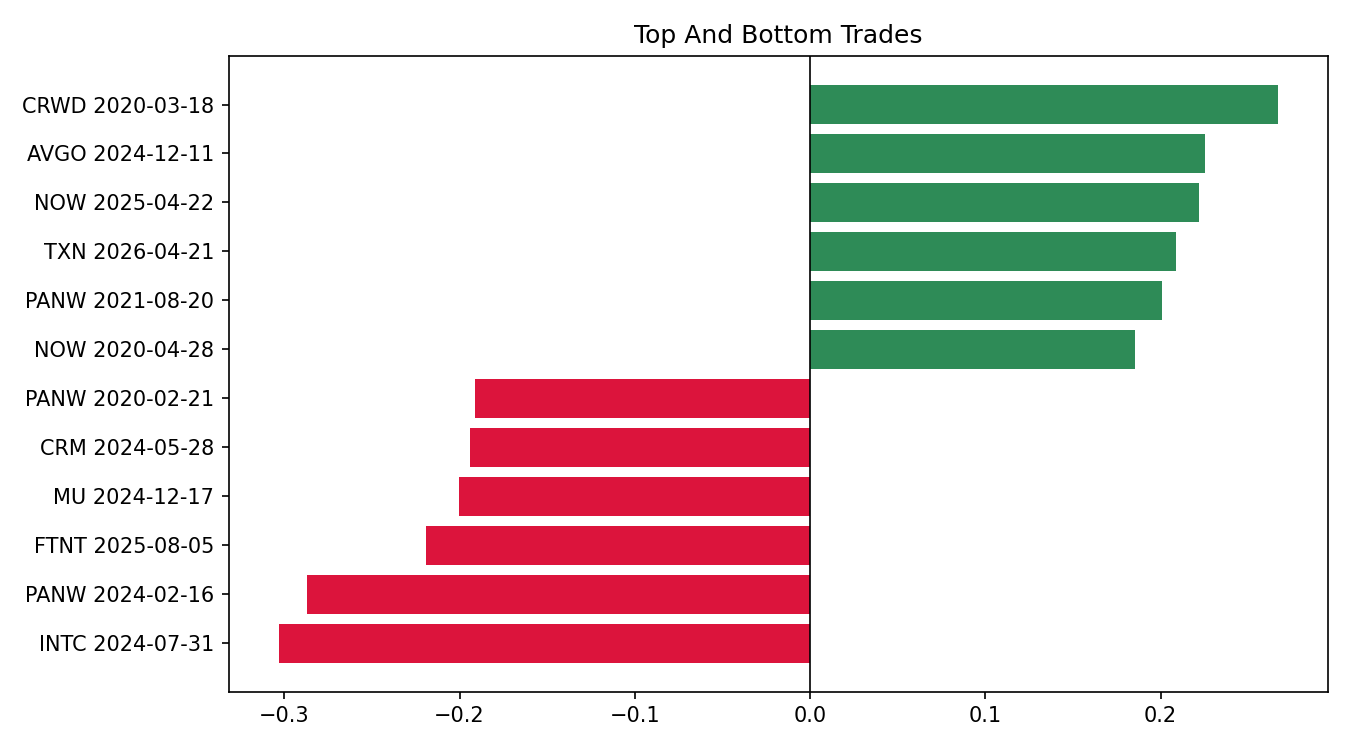 Top And Bottom Trades
CRWD 2020-03-18
AVGO 2024-12-11
NOW 2025-04-22
TXN 2026-04-21
PANW 2021-08-20
NOW 2020-04-28
PANW 2020-02-21
CRM 2024-05-28
MU 2024-12-17
FTNT 2025-08-05
PANW 2024-02-16
INTC 2024-07-31
−0.3 −0.2 −0.1 0.0 0.1 0.2